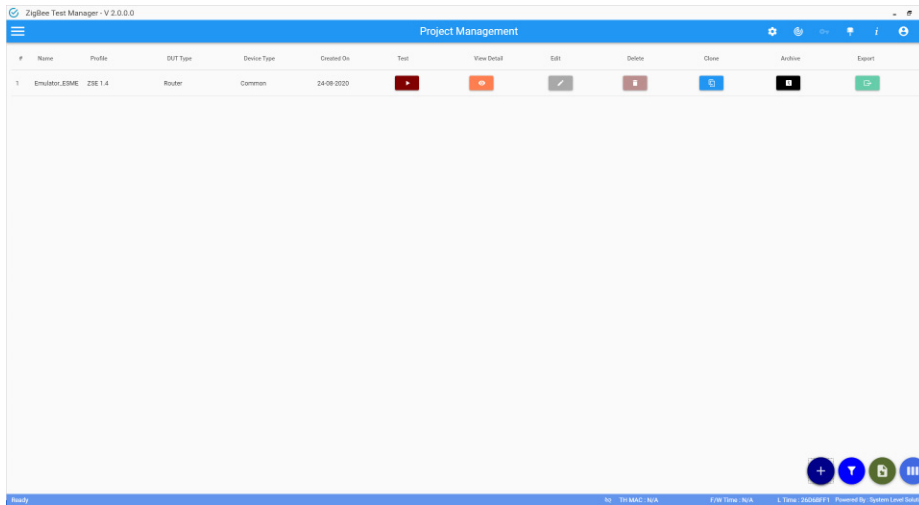 ZigBee Test Manager - V 2.0.0.0
Project Management
# Name Profile DUT Type Device Type Created On Test View Detail Edit Delete Clone Archive Export
1 Emulator_ESME ZSE 1.4 Router Common 24-08-2020
Ready TH MAC : N/A F/W Time : N/A L Time : 26D6BFF1 Powered By System Level Solut